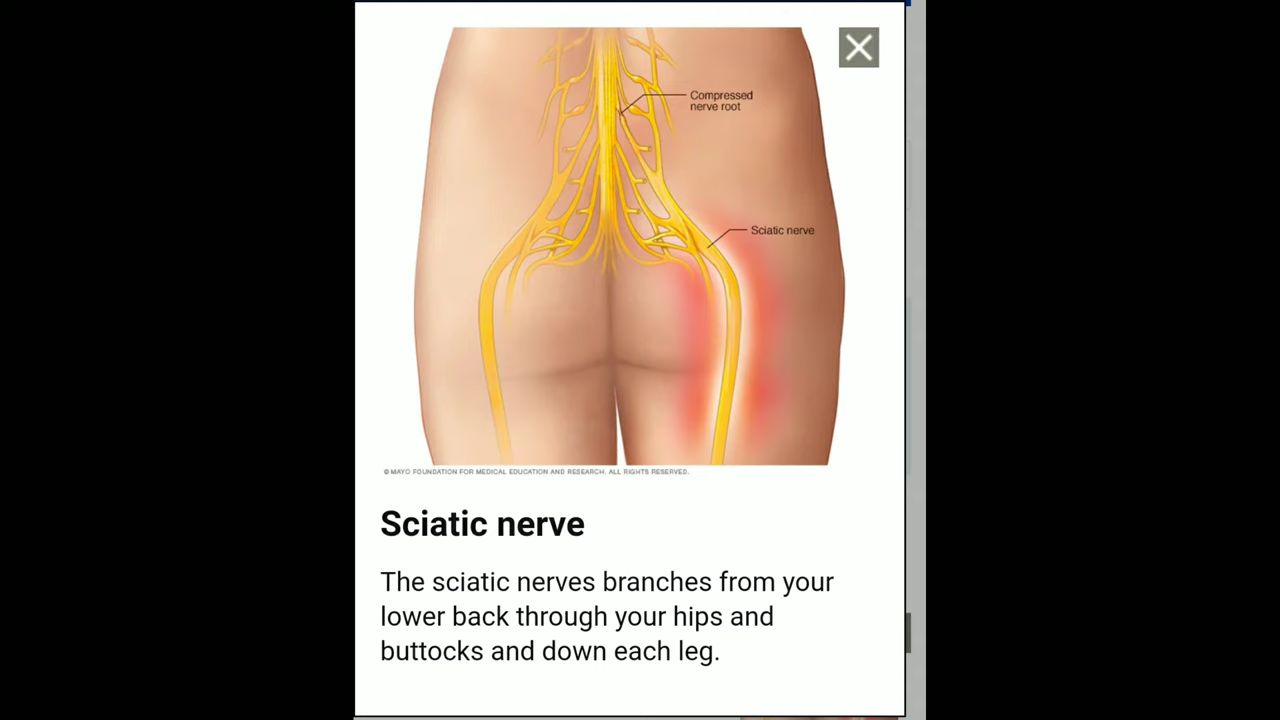 Compressed
nerve root
Sciatic nerve
© MAYO FOUNDATION FOR MEDICAL EDUCATION AND RESEARCH. ALL RIGHTS RESERVED.
Sciatic nerve
The sciatic nerves branches from your
lower back through your hips and
buttocks and down each leg.